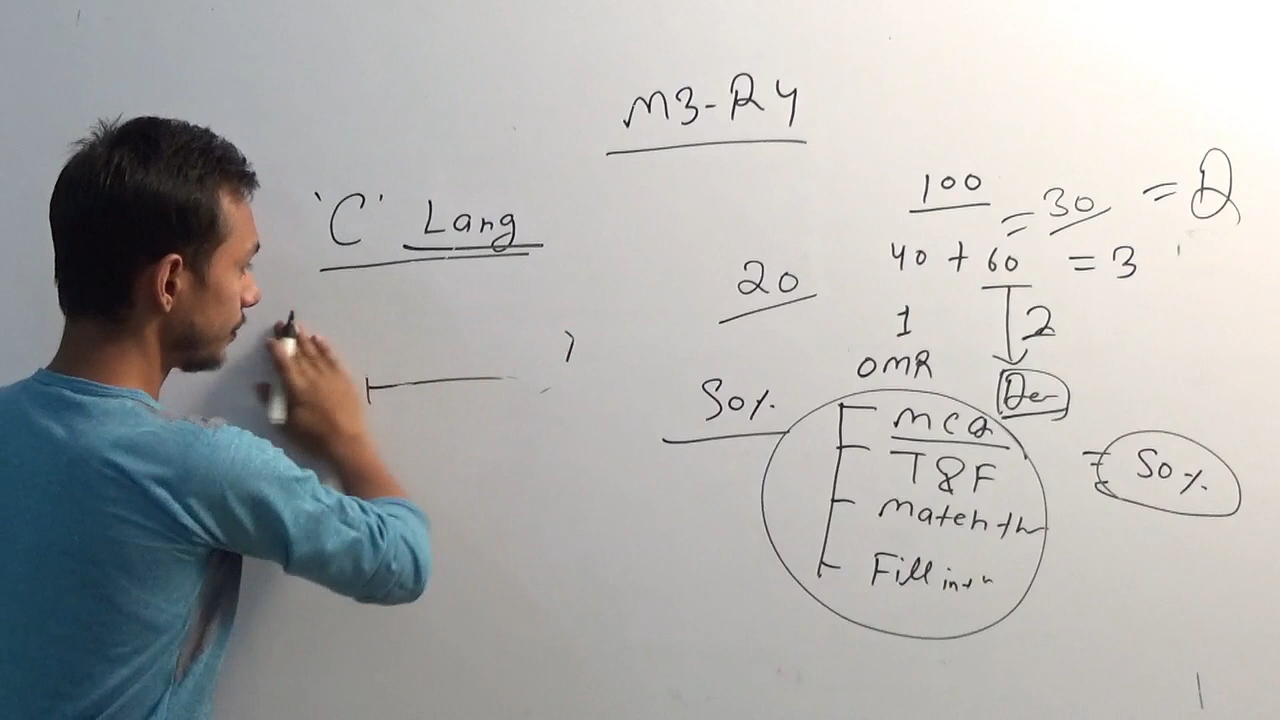 M3-R4
'C' Lang
100
= 30 = D
20
40 + 60 = 3
1
2
OMR
50%
MCQ
T & F
Match th
Fill in
= 50%